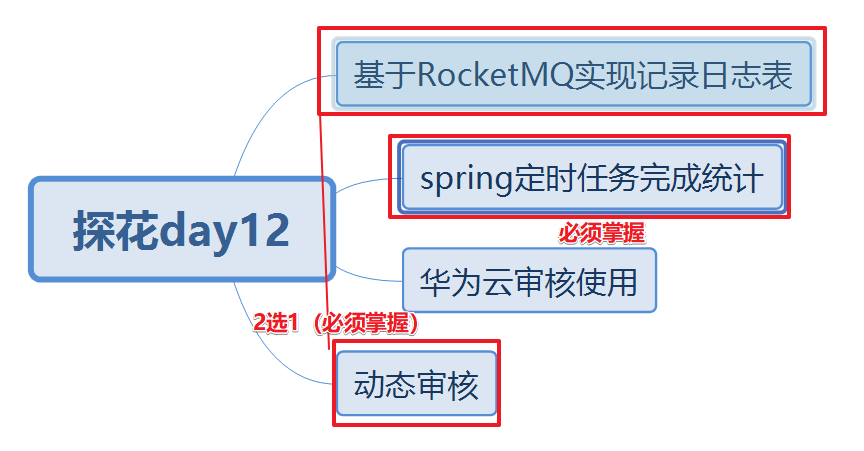 基于RocketMQ实现记录日志表
spring定时任务完成统计
必须掌握
探花day12
华为云审核使用
2选1（必须掌握）
动态审核